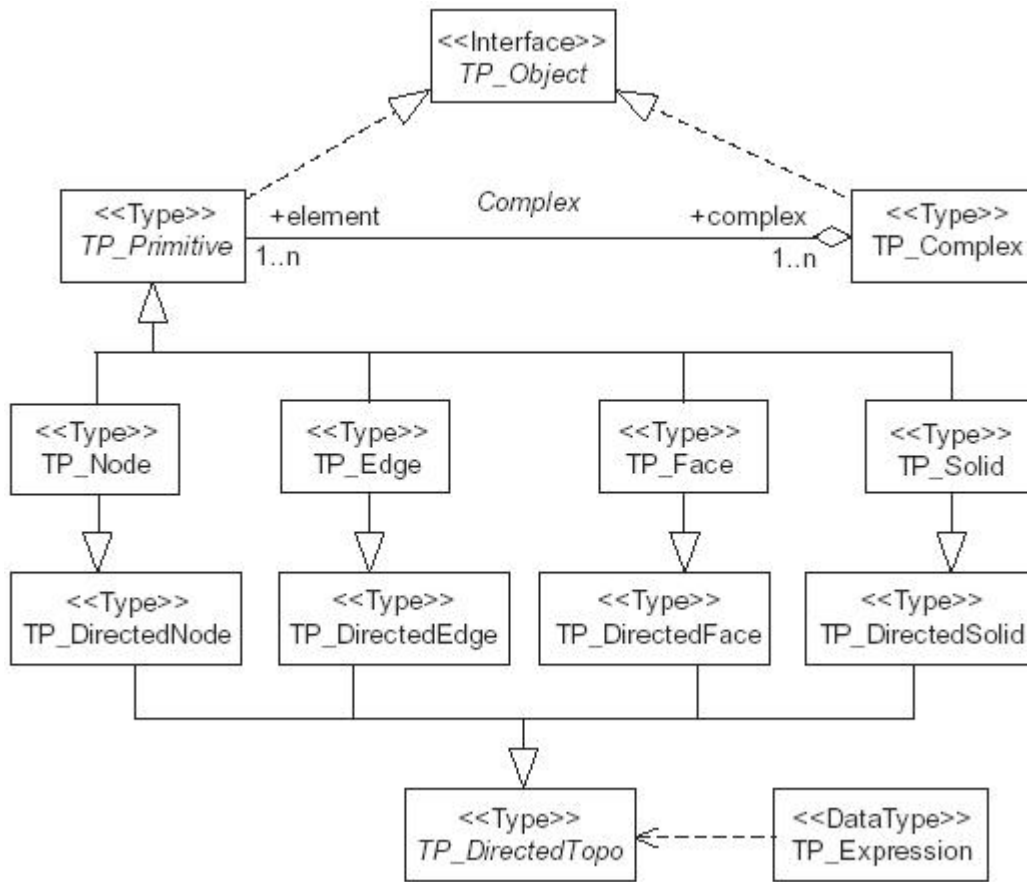 <<Interface>>
TP_Object
<<Type>>
TP_Primitive
+element
1..n
Complex
+complex
1..n
<<Type>>
TP_Complex
<<Type>>
TP_Node
<<Type>>
TP_Edge
<<Type>>
TP_Face
<<Type>>
TP_Solid
<<Type>>
TP_DirectedNode
<<Type>>
TP_DirectedEdge
<<Type>>
TP_DirectedFace
<<Type>>
TP_DirectedSolid
<<Type>>
TP_DirectedTopo
<<DataType>>
TP_Expression